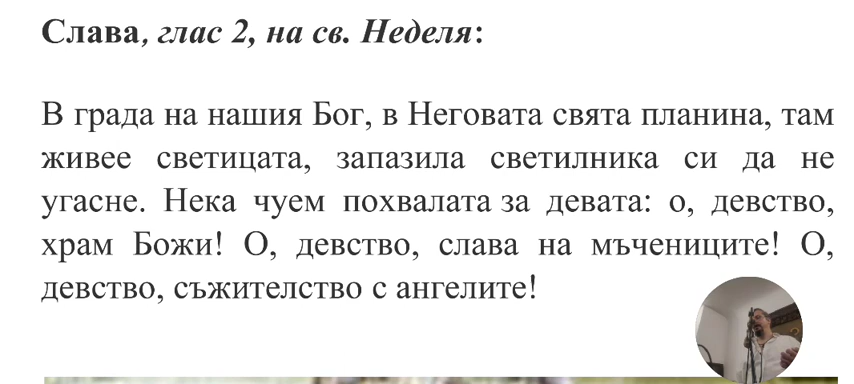 Слава, глас 2, на св. Неделя:
В града на нашия Бог, в Неговата свята планина, там
живее светицата, запазила светилника си да не
угасне. Нека чуем похвалата за девата: о, девство,
храм Божи! О, девство, слава на мъчениците! О,
девство, съжителство с ангелите!